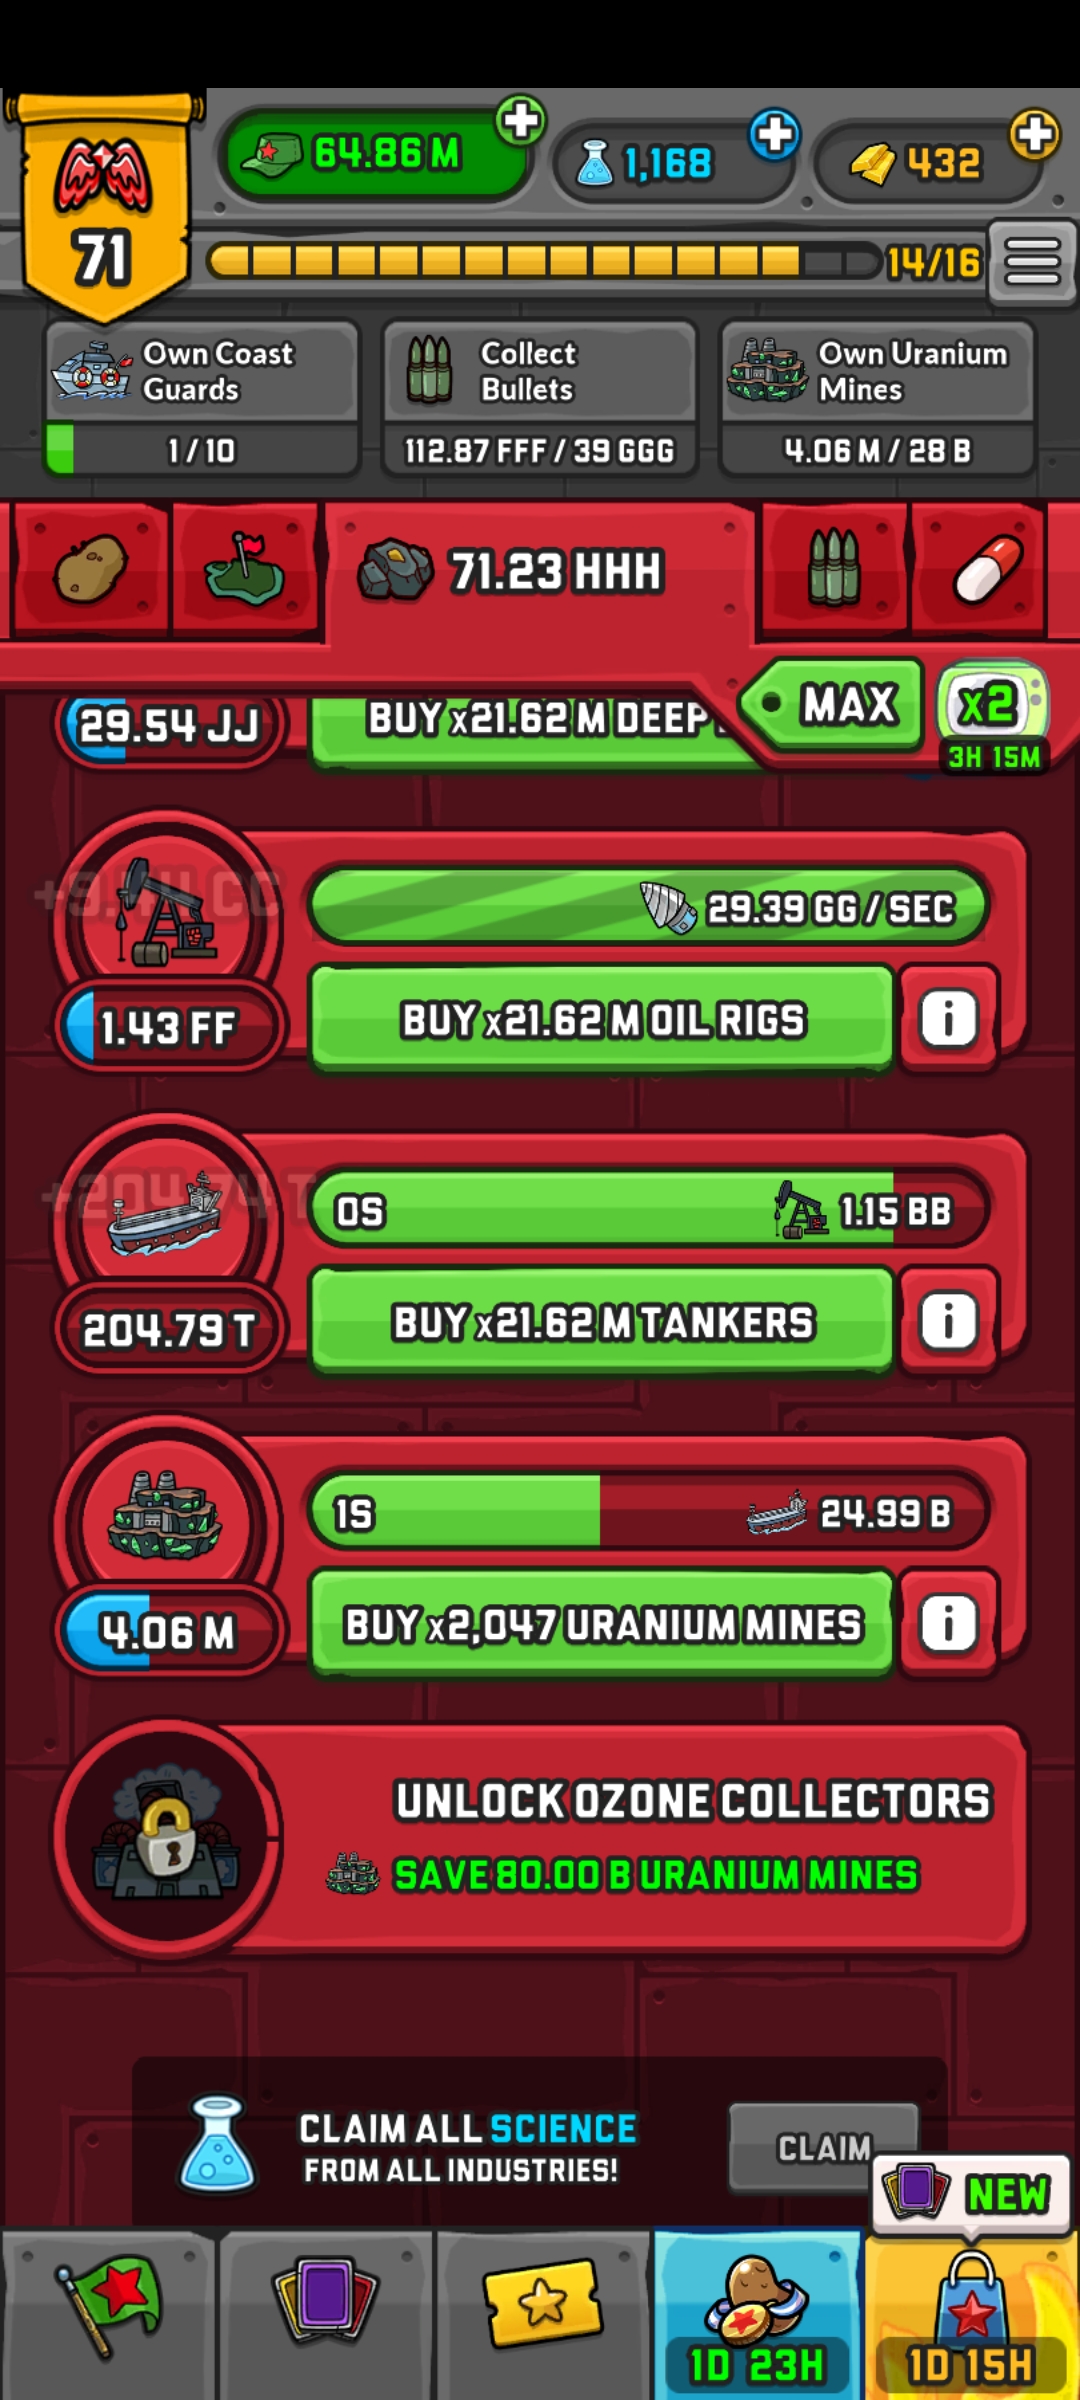 64.86 M
1,168
432
71
14/16
Own Coast
Guards
1 / 10
Collect
Bullets
112.87 FFF / 39 GGG
Own Uranium
Mines
4.06 M / 28 B
71.23 HHH
MAX
x2
3H 15M
29.54 JJ
BUY x21.62 M DEEP
29.39 GG / SEC
1.43 FF
BUY x21.62 M OIL RIGS
+204.74 T
0S
1.15 BB
204.79 T
BUY x21.62 M TANKERS
1S
24.99 B
4.06 M
BUY x2,047 URANIUM MINES
UNLOCK OZONE COLLECTORS
SAVE 80.00 B URANIUM MINES
CLAIM ALL SCIENCE
FROM ALL INDUSTRIES!
CLAIM
NEW
1D 23H
1D 15H